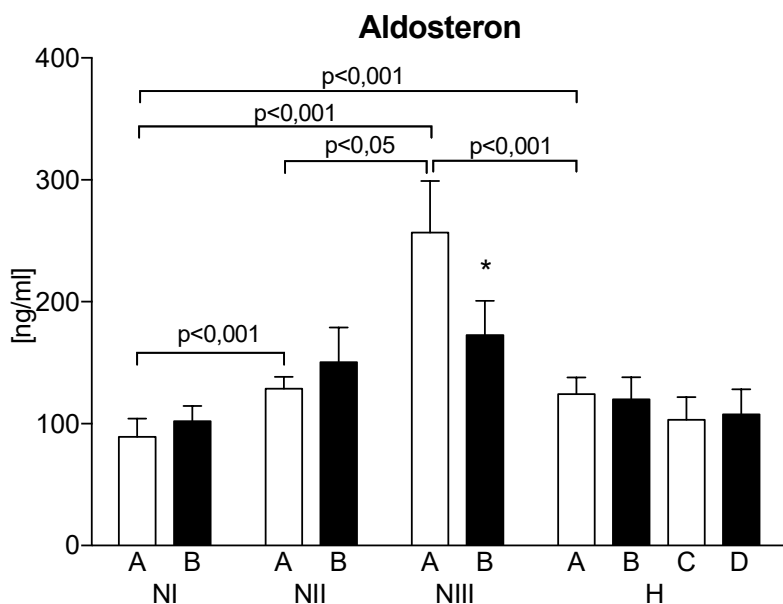 Aldosteron
400
p<0,001
p<0,001
p<0,05
p<0,001
300
*
[ng/ml]
200
p<0,001
100
0
A B A B A B A B C D
NI NII NIII H